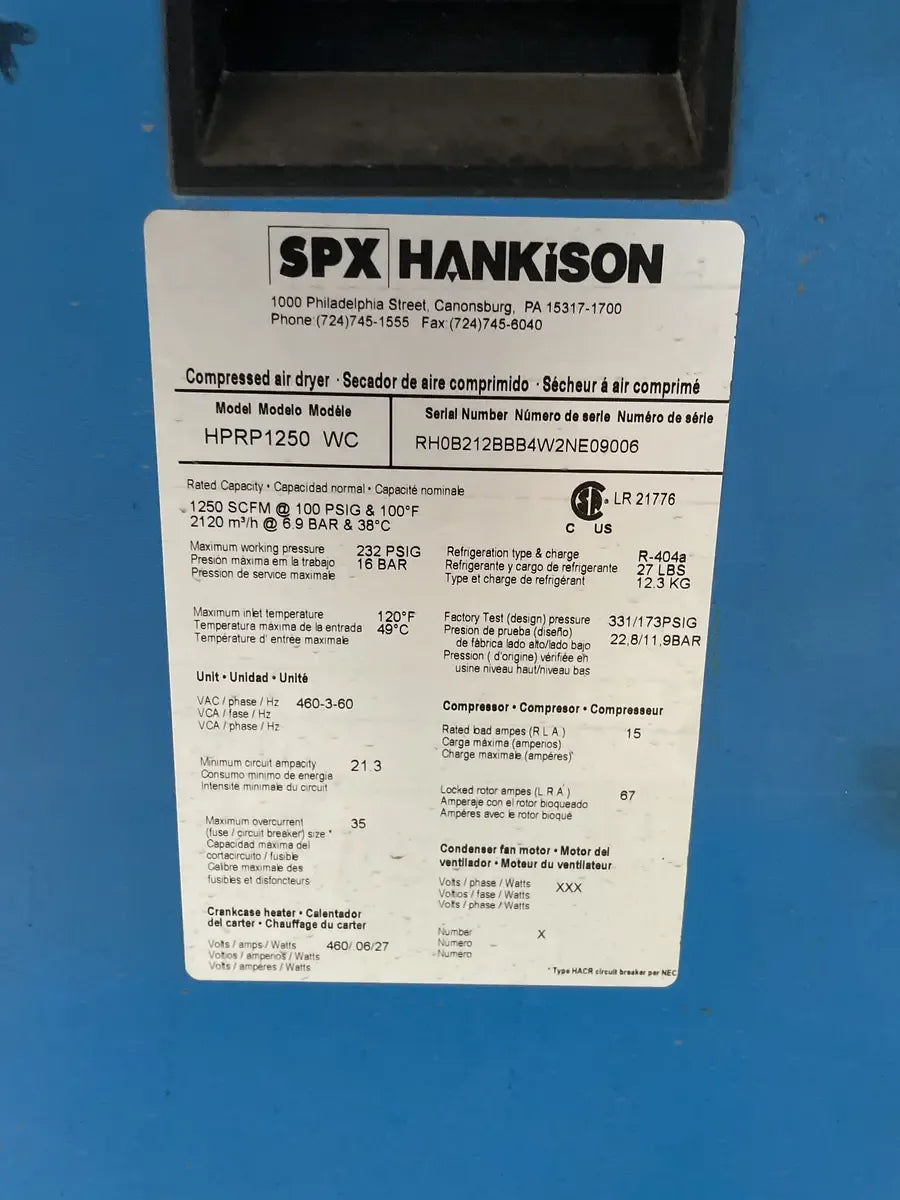 SPX HANKiSON
1000 Philadelphia Street, Canonsburg, PA 15317-1700
Phone:(724)745-1555 Fax:(724)745-6040
Compressed air dryer · Secador de aire comprimido · Sécheur á air comprimé
Model Modelo Modèle
HPRP1250 WC
Serial Number Número de serie Numéro de série
RH0B212BBB4W2NE09006
Rated Capacity • Capacidad normal • Capacité nominale
1250 SCFM @ 100 PSIG & 100°F
2120 m³/h @ 6.9 BAR & 38°C
LR 21776
C US
Maximum working pressure 232 PSIG
Presión máxima em la trabajo 16 BAR
Pression de service maximale
Refrigeration type & charge R-404a
Refrigerante y cargo de refrigerante 27 LBS
Type et charge de refrigérant 12.3 KG
Maximum inlet temperature 120°F
Temperatura máxima de la entrada 49°C
Température d' entrée maximale
Factory Test (design) pressure 331/173PSIG
Presion de prueba (diseño)
de fábrica lado alto/lado bajo 22,8/11,9BAR
Pression ( d'origine) vérifiée eh
usine niveau haut/niveau bas
Unit • Unidad • Unité
VAC / phase / Hz 460-3-60
VCA / fase / Hz
VCA / phase / Hz
Compressor • Compresor • Compresseur
Rated load ampes (R L A ) 15
Carga máxima (amperios)
Charge maximale (ampéres)
Minimum circuit ampacity 21.3
Consumo minimo de energia
Intensité minimale du circuit
Locked rotor ampes (L R A ) 67
Amperaje con el rotor bloqueado
Ampéres avec le rotor bloqué
Maximum overcurrent 35
(fuse / circuit breaker) size *
Capacidad máxima del
cortacircuito / fusible
Calibre maximale des
fusibles et disfoncteurs
Condenser fan motor • Motor del
ventilador • Moteur du ventilateur
Volts / phase / Watts XXX
Voltios / fase / Watts
Volts / phase / Watts
Crankcase heater • Calentador
del carter • Chauffage du carter
Volts / amps / Watts 460/ 06/27
Voltios / amperios / Watts
Volts / ampéres / Watts
Number X
Numero
Numero
* Type HACR circuit breaker per NEC